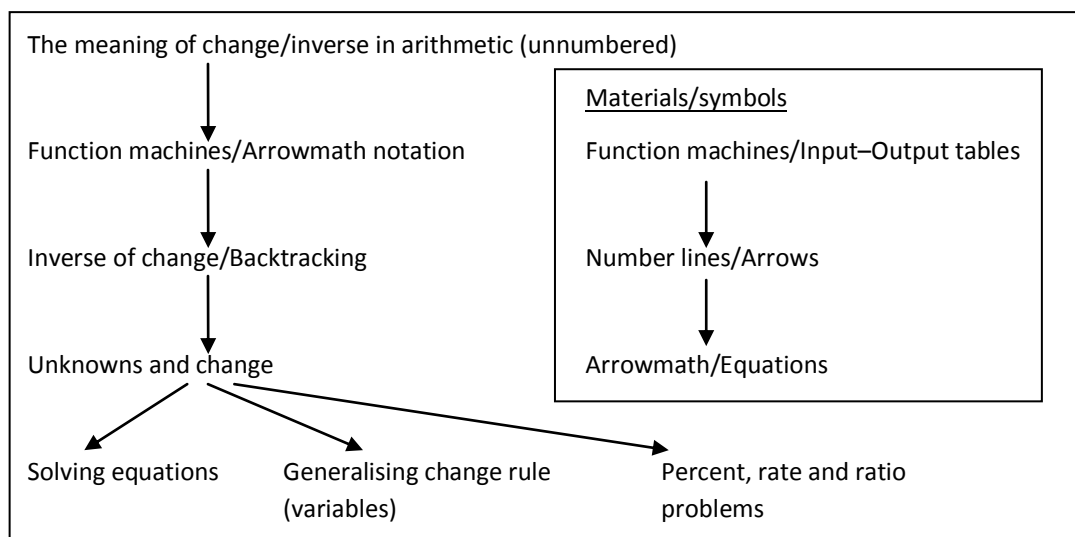 The meaning of change/inverse in arithmetic (unnumbered)
Function machines/Arrowmath notation
Inverse of change/Backtracking
Unknowns and change
Solving equations
Generalising change rule
(variables)
Percent, rate and ratio
problems
Materials/symbols
Function machines/Input–Output tables
Number lines/Arrows
Arrowmath/Equations